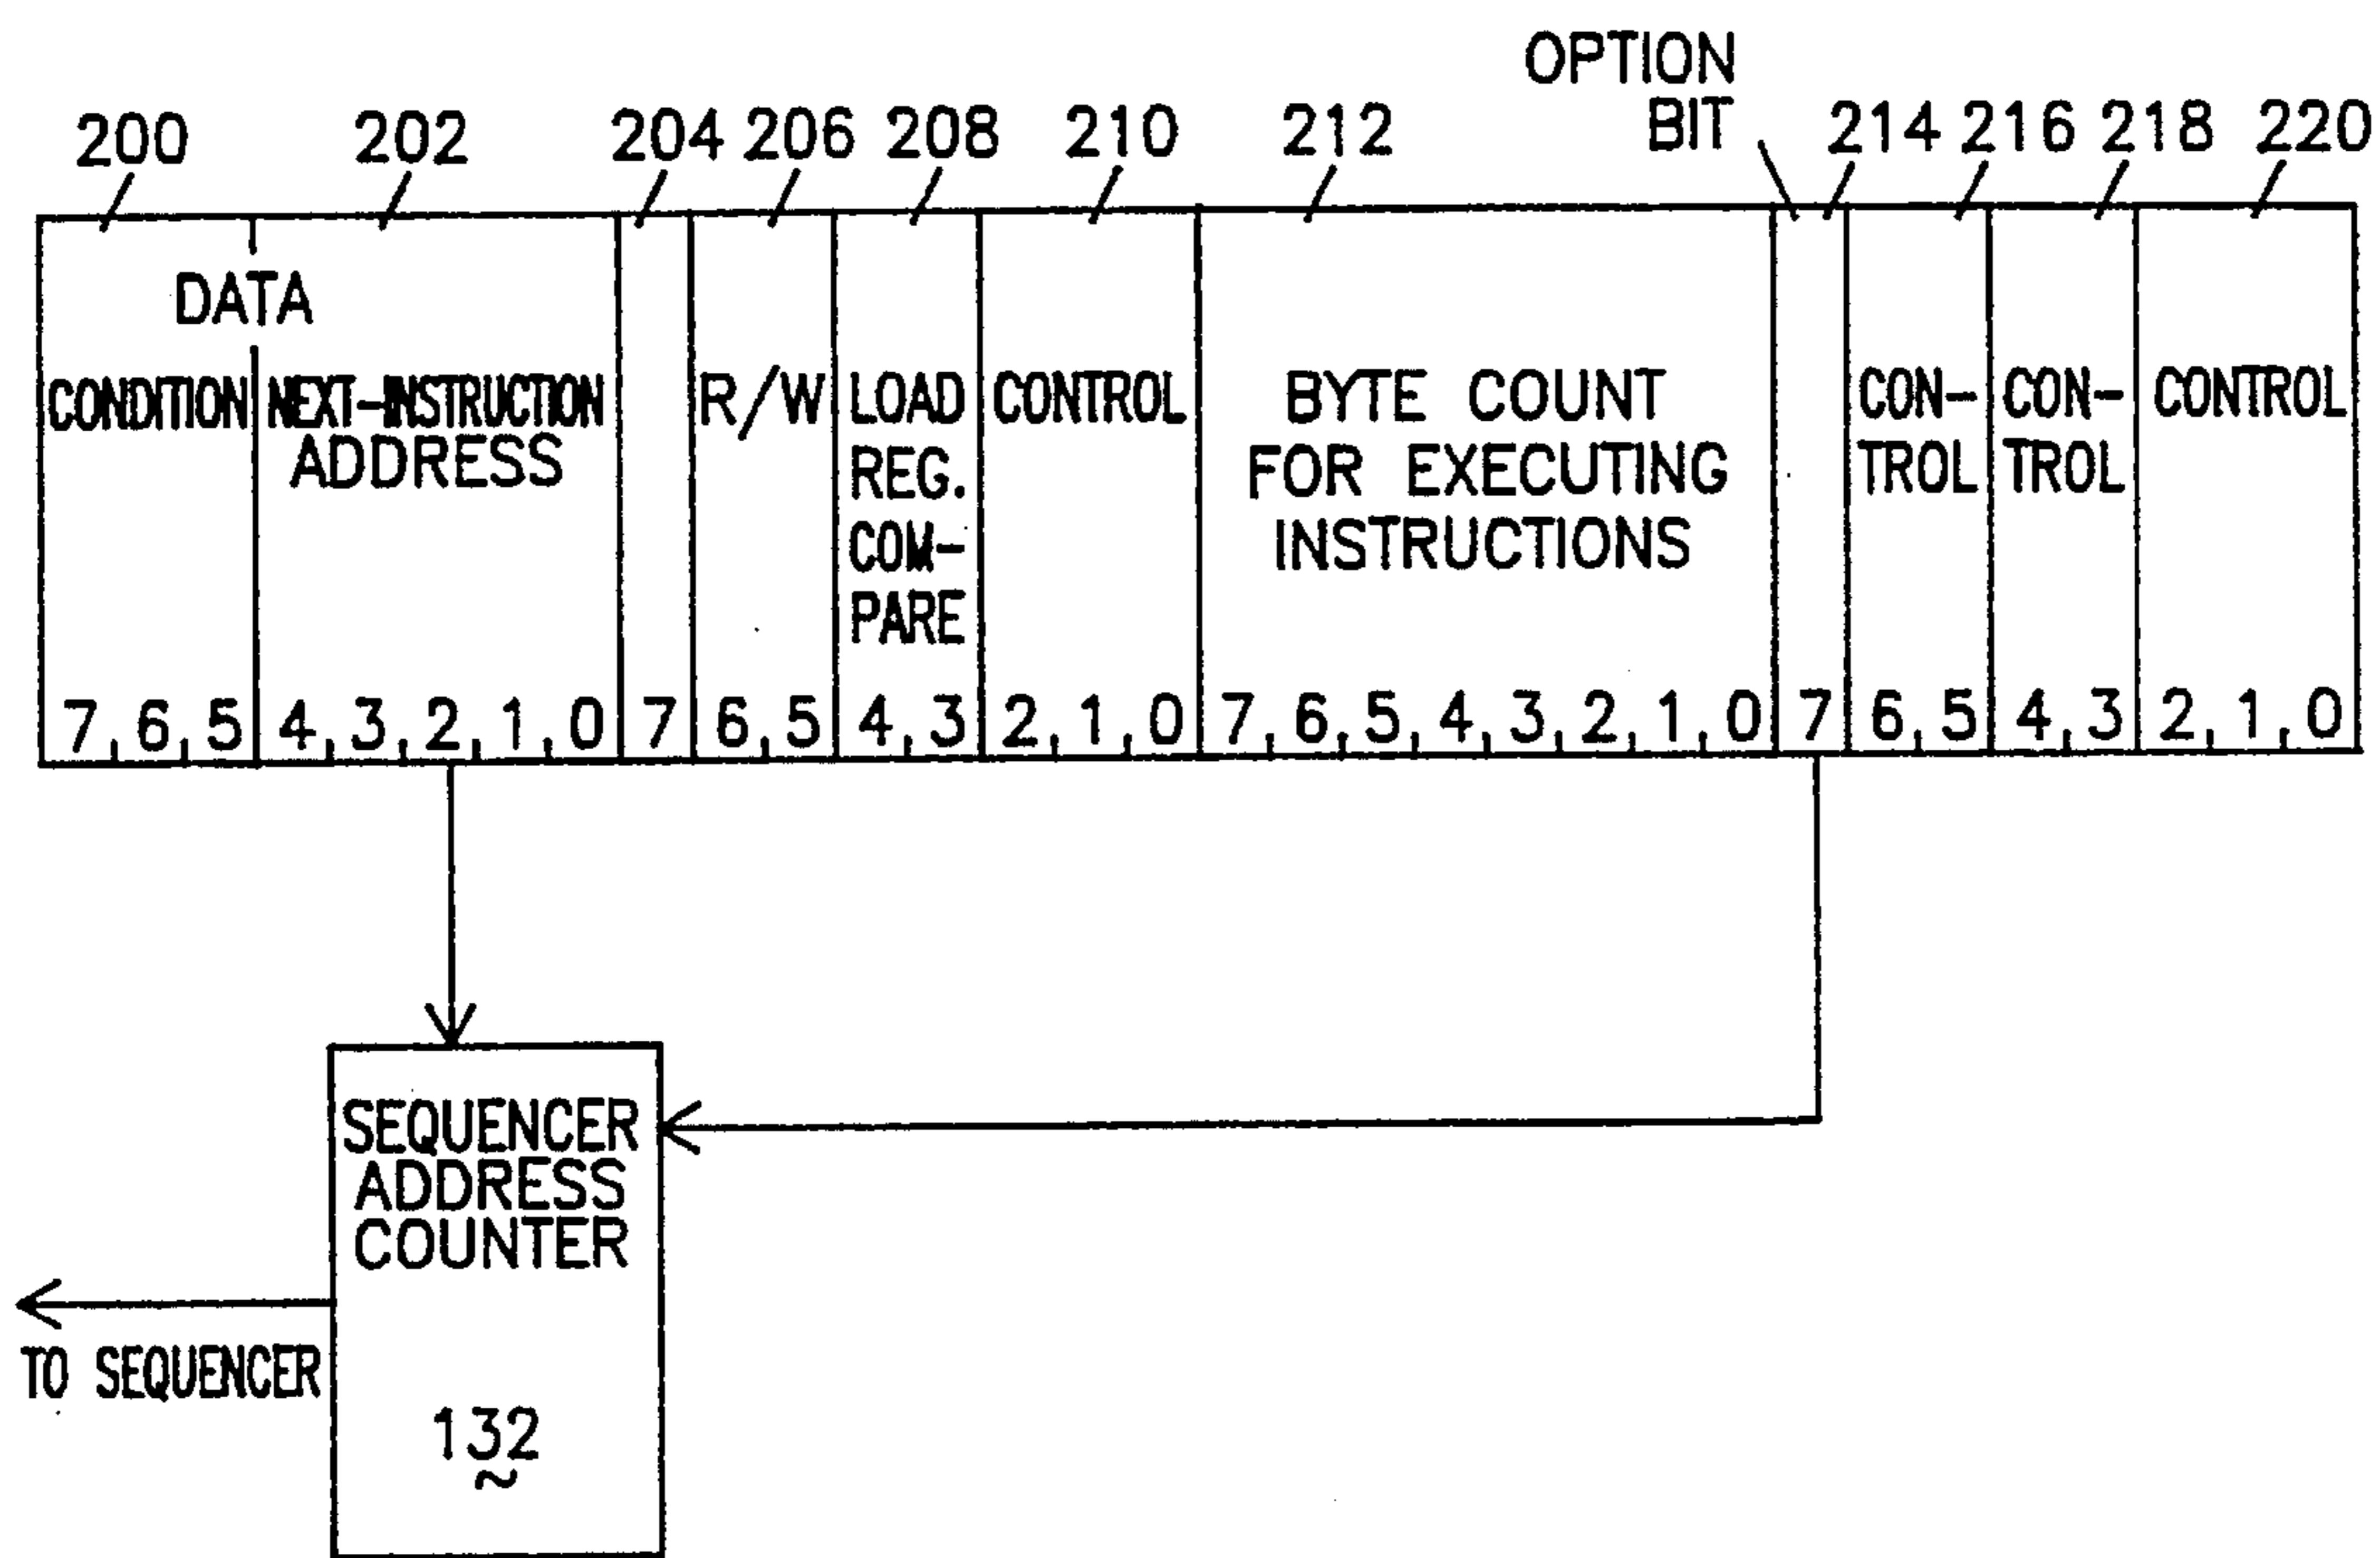 OPTION
BIT
200 202 204 206 208 210 212 214 216 218 220
DATA
CONDITION
NEXT-INSTRUCTION
ADDRESS
R/W
LOAD
REG.
COM-
PARE
CONTROL
BYTE COUNT
FOR EXECUTING
INSTRUCTIONS
CON-
TROL
CON-
TROL
CONTROL
7,6,5 4,3,2,1,0 7 6,5 4,3 2,1,0 7,6,5,4,3,2,1,0 7 6,5 4,3 2,1,0
SEQUENCER
ADDRESS
COUNTER
TO SEQUENCER
132